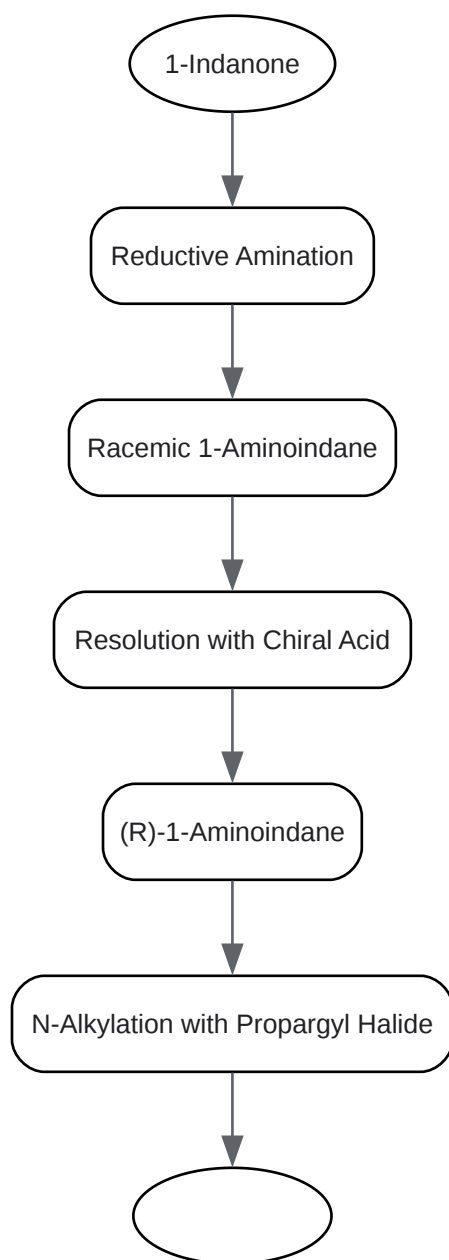 1-Indanone
Reductive Amination
Racemic 1-Aminoindane
Resolution with Chiral Acid
(R)-1-Aminoindane
N-Alkylation with Propargyl Halide